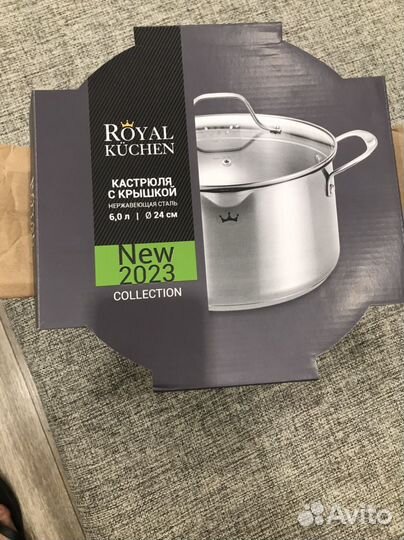 ROYAL
KÜCHEN
КАСТРЮЛЯ
С КРЫШКОЙ
НЕРЖАВЕЮЩАЯ СТАЛЬ
6,0 л | Ø 24 см
New
2023
COLLECTION
Avito